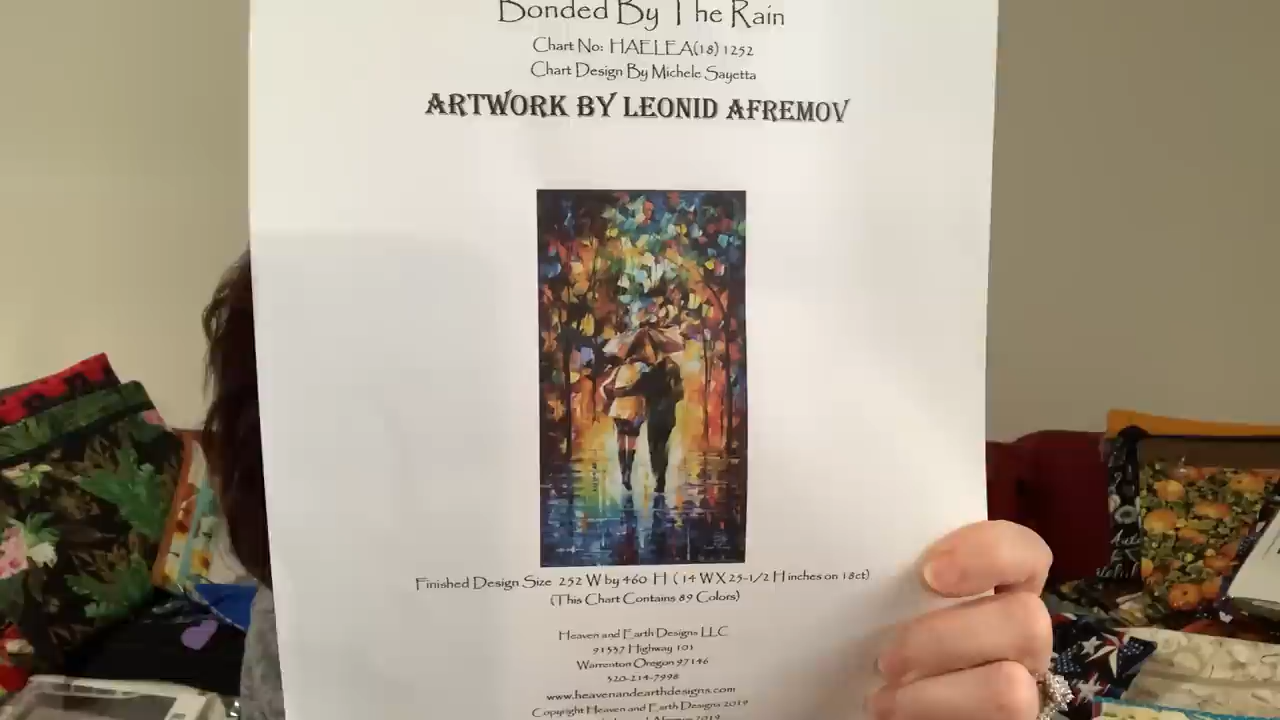 Bonded By The Rain
Chart No: HAELEA(18) 1252
Chart Design By Michele Sayetta
ARTWORK BY LEONID AFREMOV
Finished Design Size 252 W by 460 H (14 W X 25-1/2 H inches on 18ct)
(This Chart Contains 89 Colors)
Heaven and Earth Designs LLC
91537 Highway 101
Warrenton Oregon 97146
520-214-7998
www.heavenandearthdesigns.com
Copyright Heaven and Earth Designs 2019
Afremov 2019